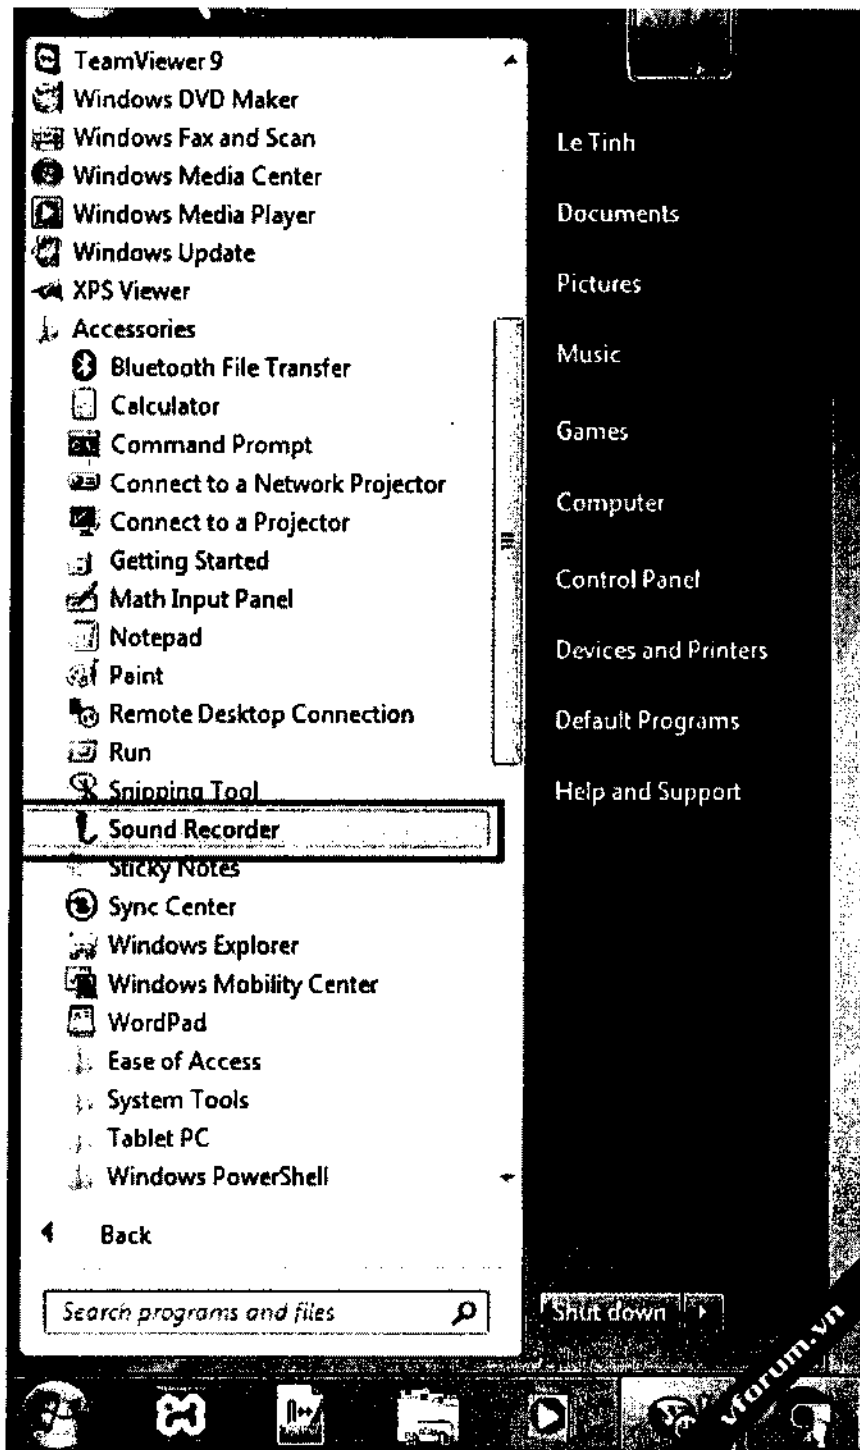 TeamViewer 9
Windows DVD Maker
Windows Fax and Scan
Windows Media Center
Windows Media Player
Windows Update
XPS Viewer
Accessories
Bluetooth File Transfer
Calculator
Command Prompt
Connect to a Network Projector
Connect to a Projector
Getting Started
Math Input Panel
Notepad
Paint
Remote Desktop Connection
Run
Snipping Tool
Sound Recorder
Sticky Notes
Sync Center
Windows Explorer
Windows Mobility Center
WordPad
Ease of Access
System Tools
Tablet PC
Windows PowerShell
Back
Search programs and files
Le Tinh
Documents
Pictures
Music
Games
Computer
Control Panel
Devices and Printers
Default Programs
Help and Support
Shut down
vforum.vn